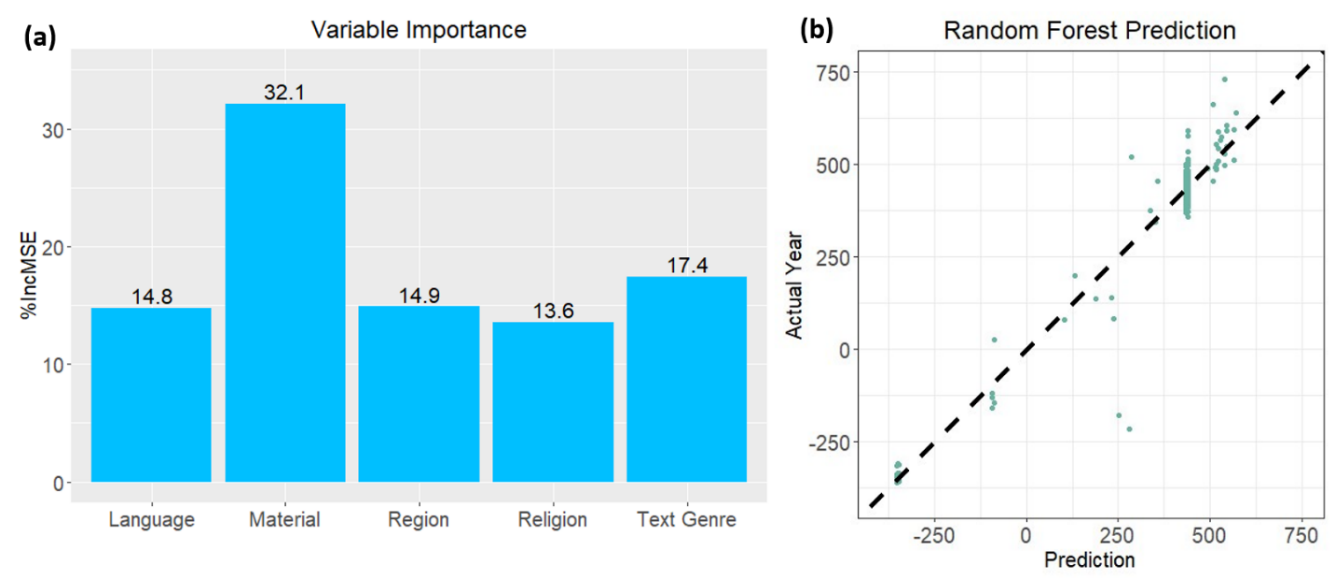 (a)
Variable Importance
%IncMSE
30
20
10
0
14.8
32.1
14.9
13.6
17.4
Language Material Region Religion Text Genre
(b)
Random Forest Prediction
Actual Year
750
500
250
0
-250
-250 0 250 500 750
Prediction